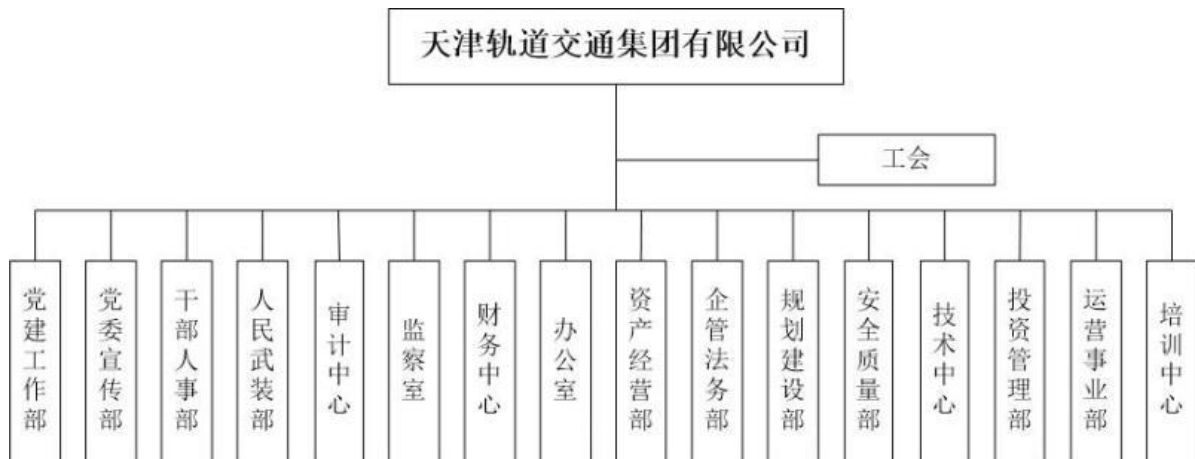 天津轨道交通集团有限公司
工会
党建工作部
党委宣传部
干部人事部
人民武装部
审计中心
监察室
财务中心
办公室
资产经营部
企管法务部
规划建设部
安全质量部
技术中心
投资管理部
运营事业部
培训中心